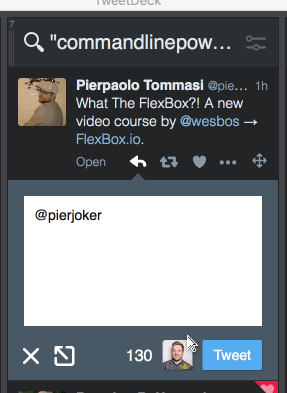 TweetDeck
7
"commandlinepow…
Pierpaolo Tommasi @pie… 1h
What The FlexBox?! A new
video course by @wesbos →
FlexBox.io.
Open
@pierjoker
130 Tweet